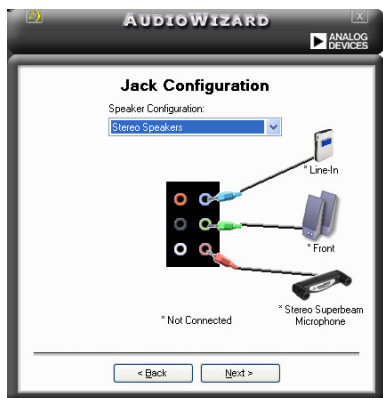 AUDIOWIZARD
ANALOG
DEVICES
Jack Configuration
Speaker Configuration:
Stereo Speakers
* Line-In
* Front
* Not Connected
* Stereo Superbeam
Microphone
< Back
Next >